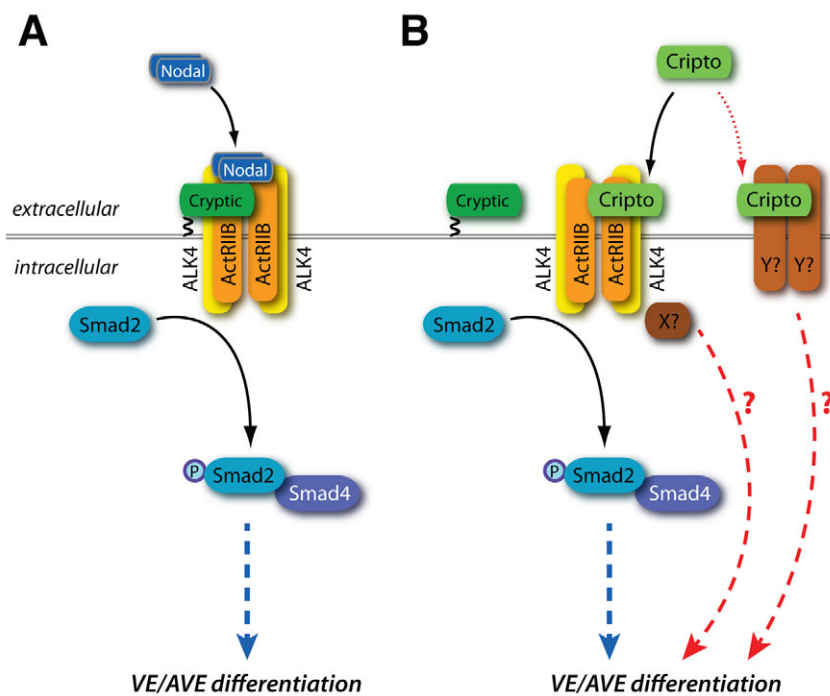 A
B
Nodal
Cripto
Nodal
extracellular
Cryptic
Cryptic
Cripto
Cripto
intracellular
ALK4
ActRIIB
ActRIIB
ALK4
ALK4
ActRIIB
ActRIIB
ALK4
Y?
Y?
Smad2
Smad2
X?
?
?
P
Smad2
Smad4
P
Smad2
Smad4
VE/AVE differentiation
VE/AVE differentiation